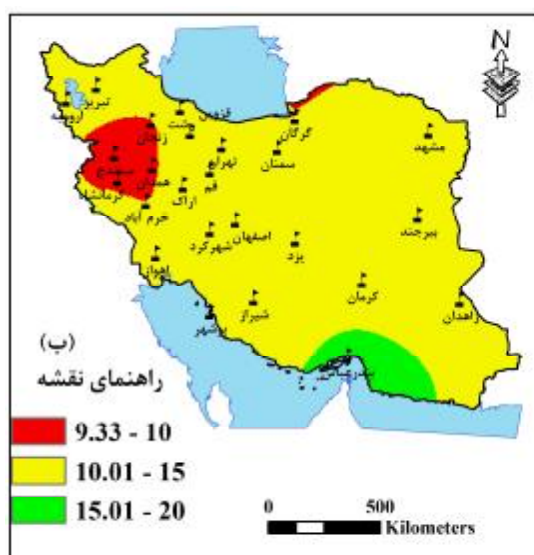 N
تبریز
ارومیه
رشت
قزوین
زنجان
گرگان
مشهد
تهران
سمنان
سنندج
همدان
قم
کرمانشاه
اراک
خرم آباد
بیرجند
اصفهان
شهرکرد
یزد
اهواز
کرمان
زاهدان
شیراز
بوشهر
بندرعباس
(ب)
راهنمای نقشه
9.33 - 10
10.01 - 15
15.01 - 20
0 500
Kilometers